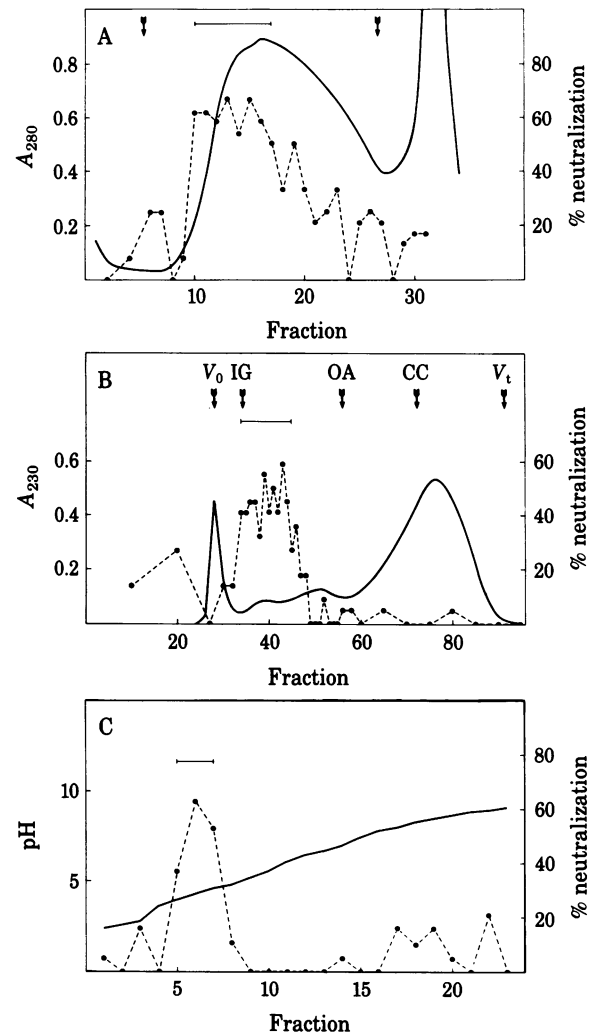 A
0.8
0.6
0.4
0.2
A280
80
60
40
20
% neutralization
10 20 30
Fraction
B
V0 IG OA CC Vt
0.6
0.4
0.2
A230
60
40
20
% neutralization
20 40 60 80
Fraction
C
10
5
pH
80
60
40
20
% neutralization
5 10 15 20
Fraction